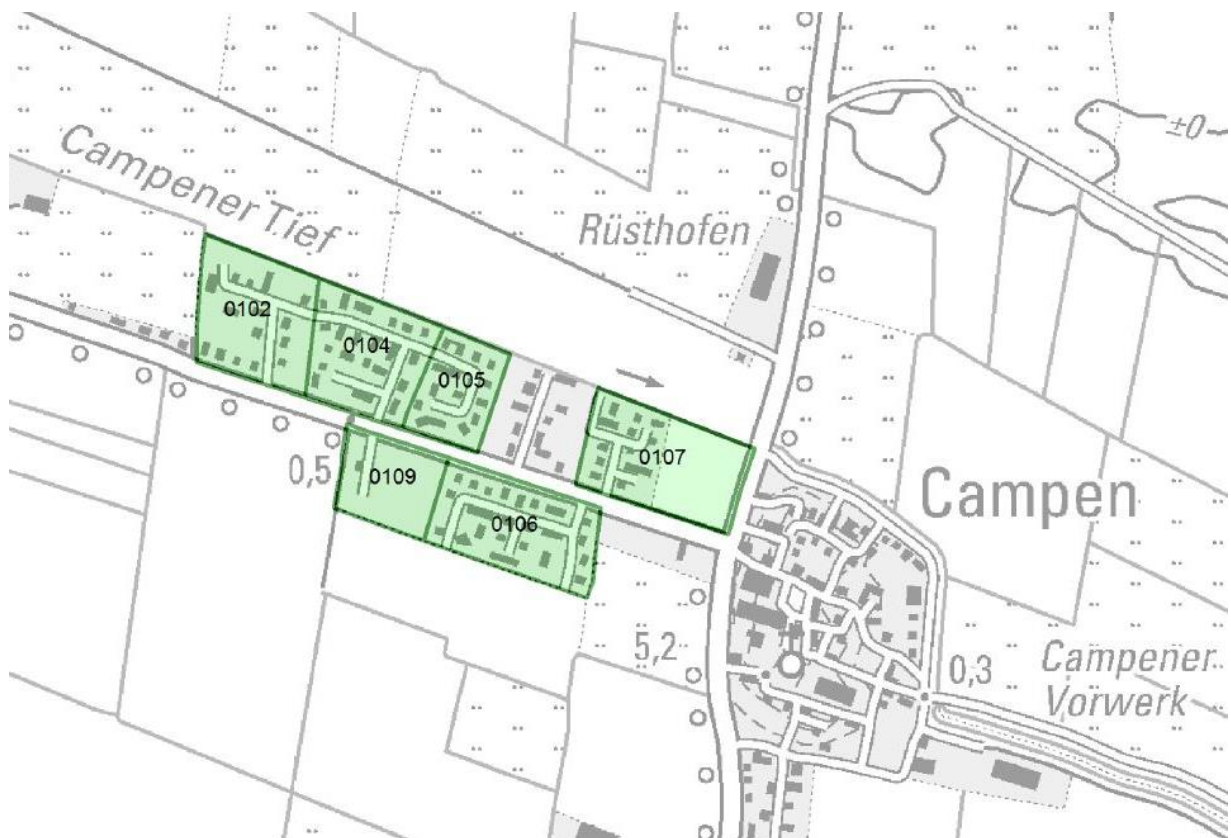 ±0
Campener Tief
Rüsthofen
0102
0104
0105
0107
0,5
0109
0106
Campen
5,2
0,3
Campener
Vorwerk